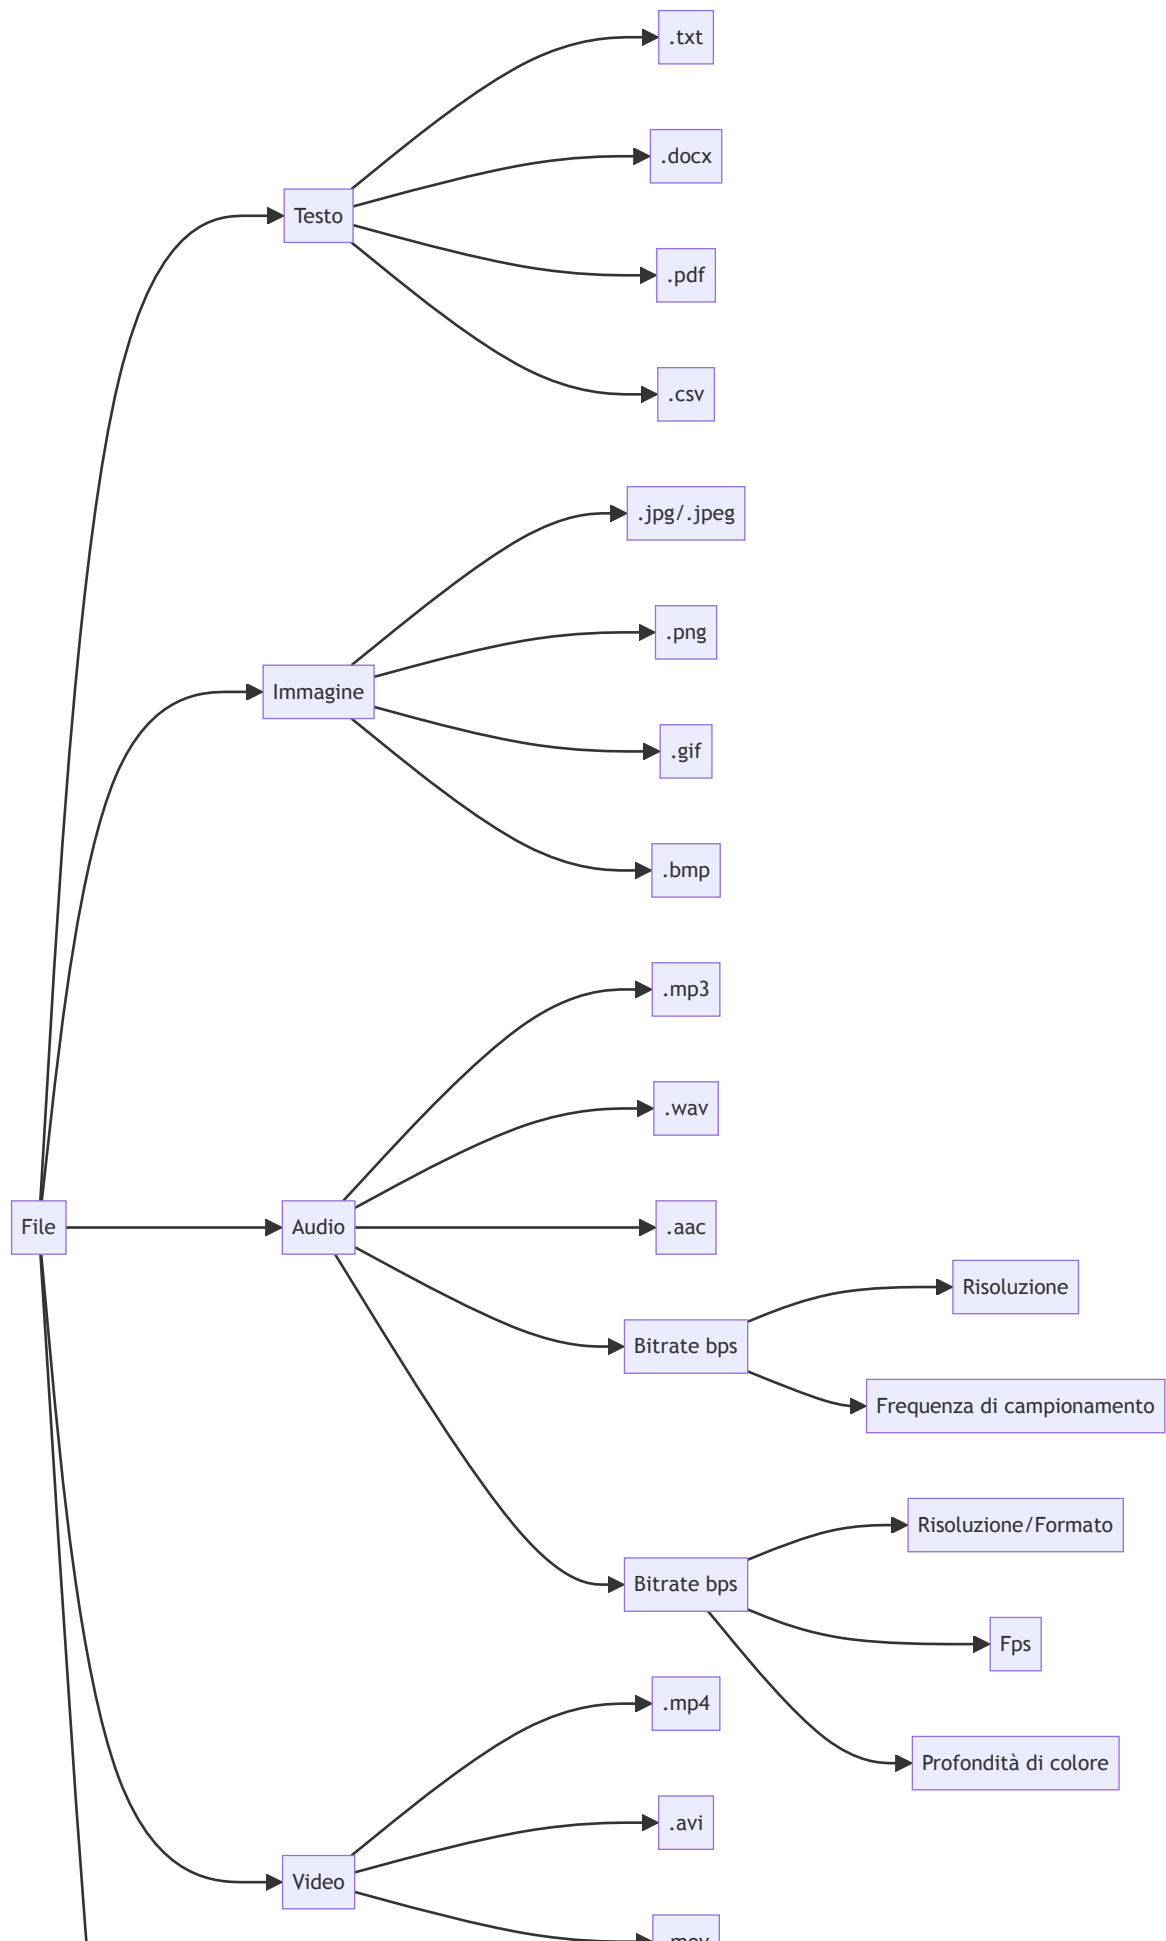 .txt
.docx
Testo
.pdf
.csv
.jpg/.jpeg
.png
Immagine
.gif
.bmp
.mp3
.wav
File
Audio
.aac
Risoluzione
Bitrate bps
Frequenza di campionamento
Risoluzione/Formato
Bitrate bps
Fps
.mp4
Profondità di colore
.avi
Video